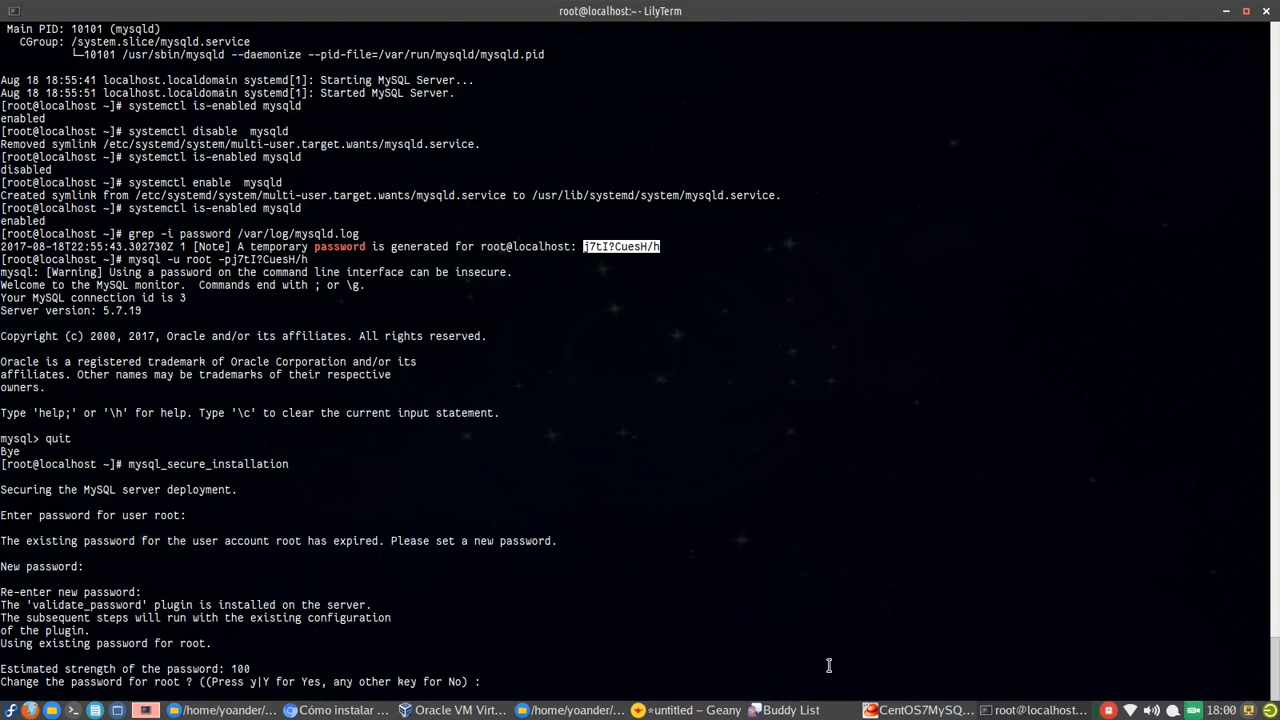 root@localhost:~ - LilyTerm
Main PID: 10101 (mysqld)
CGroup: /system.slice/mysqld.service
└─10101 /usr/sbin/mysqld --daemonize --pid-file=/var/run/mysqld/mysqld.pid
Aug 18 18:55:41 localhost.localdomain systemd[1]: Starting MySQL Server...
Aug 18 18:55:51 localhost.localdomain systemd[1]: Started MySQL Server.
[root@localhost ~]# systemctl is-enabled mysqld
enabled
[root@localhost ~]# systemctl disable  mysqld
Removed symlink /etc/systemd/system/multi-user.target.wants/mysqld.service.
[root@localhost ~]# systemctl is-enabled mysqld
disabled
[root@localhost ~]# systemctl enable  mysqld
Created symlink from /etc/systemd/system/multi-user.target.wants/mysqld.service to /usr/lib/systemd/system/mysqld.service.
[root@localhost ~]# systemctl is-enabled mysqld
enabled
[root@localhost ~]# grep -i password /var/log/mysqld.log
2017-08-18T22:55:43.302730Z 1 [Note] A temporary password is generated for root@localhost: j7tI?CuesH/h
[root@localhost ~]# mysql -u root -pj7tI?CuesH/h
mysql: [Warning] Using a password on the command line interface can be insecure.
Welcome to the MySQL monitor.  Commands end with ; or \g.
Your MySQL connection id is 3
Server version: 5.7.19
Copyright (c) 2000, 2017, Oracle and/or its affiliates. All rights reserved.
Oracle is a registered trademark of Oracle Corporation and/or its
affiliates. Other names may be trademarks of their respective
owners.
Type 'help;' or '\h' for help. Type '\c' to clear the current input statement.
mysql> quit
Bye
[root@localhost ~]# mysql_secure_installation
Securing the MySQL server deployment.
Enter password for user root:
The existing password for the user account root has expired. Please set a new password.
New password:
Re-enter new password:
The 'validate_password' plugin is installed on the server.
The subsequent steps will run with the existing configuration
of the plugin.
Using existing password for root.
Estimated strength of the password: 100
Change the password for root ? ((Press y|Y for Yes, any other key for No) :
/home/yoander/... Cómo instalar ... Oracle VM Virt... /home/yoander/... *untitled – Geany Buddy List CentOS7MySQ... root@localhost:... 18:00